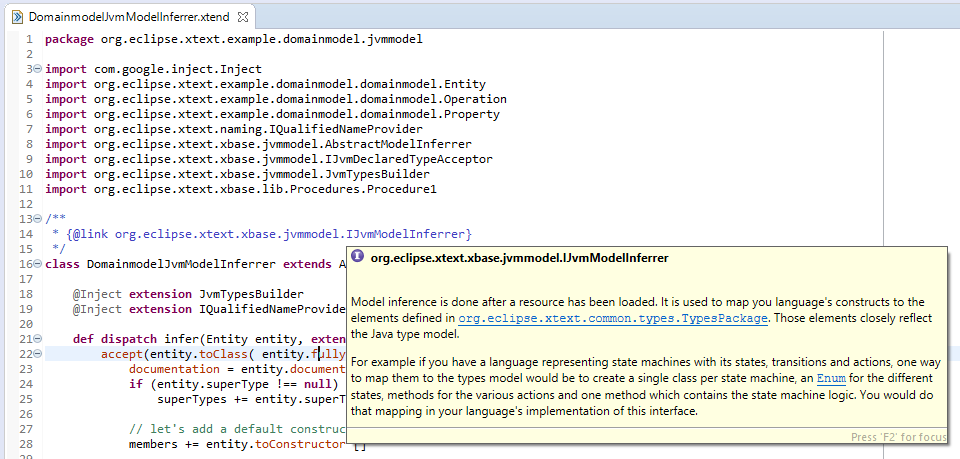 DomainmodelJvmModelInferrer.xtend
1 package org.eclipse.xtext.example.domainmodel.jvmmodel
2
3 import com.google.inject.Inject
4 import org.eclipse.xtext.example.domainmodel.domainmodel.Entity
5 import org.eclipse.xtext.example.domainmodel.domainmodel.Operation
6 import org.eclipse.xtext.example.domainmodel.domainmodel.Property
7 import org.eclipse.xtext.naming.IQualifiedNameProvider
8 import org.eclipse.xtext.xbase.jvmmodel.AbstractModelInferrer
9 import org.eclipse.xtext.xbase.jvmmodel.IJvmDeclaredTypeAcceptor
10 import org.eclipse.xtext.xbase.jvmmodel.JvmTypesBuilder
11 import org.eclipse.xtext.xbase.lib.Procedures.Procedure1
12
13 /**
14 * {@link org.eclipse.xtext.xbase.jvmmodel.IJvmModelInferrer}
15 */
16 class DomainmodelJvmModelInferrer extends A
17
18 @Inject extension JvmTypesBuilder
19 @Inject extension IQualifiedNameProvide
20
21 def dispatch infer(Entity entity, exten
22 accept(entity.toClass( entity.fully
23 documentation = entity.document
24 if (entity.superType !== null)
25 superTypes += entity.superT
26
27 // let's add a default construc
28 members += entity.toConstructor []
29
org.eclipse.xtext.xbase.jvmmodel.IJvmModelInferrer
Model inference is done after a resource has been loaded. It is used to map you language's constructs to the
elements defined in org.eclipse.xtext.common.types.TypesPackage. Those elements closely reflect
the Java type model.
For example if you have a language representing state machines with its states, transitions and actions, one way
to map them to the types model would be to create a single class per state machine, an Enum for the different
states, methods for the various actions and one method which contains the state machine logic. You would do
that mapping in your language's implementation of this interface.
Press 'F2' for focus